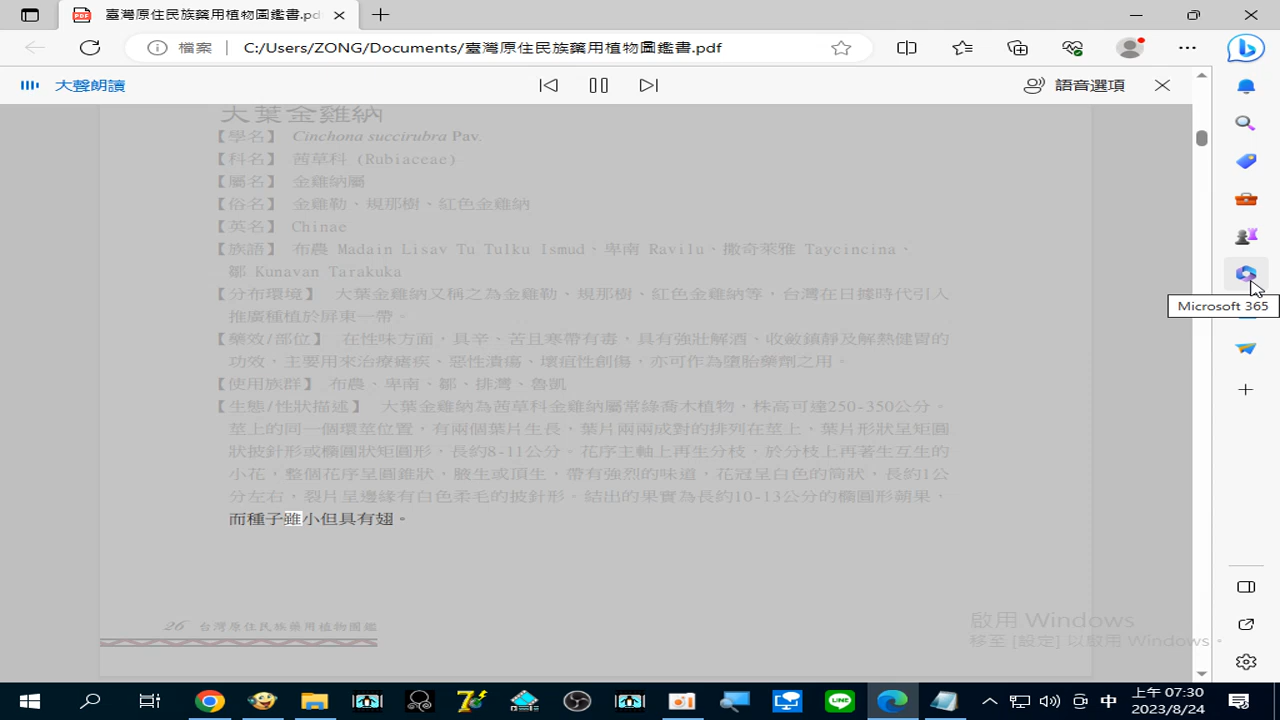 臺灣原住民族藥用植物圖鑑書.pd
檔案 C:/Users/ZONG/Documents/臺灣原住民族藥用植物圖鑑書.pdf
大聲朗讀 語音選項
大葉金雞納
【學名】 Cinchona succirubra Pav.
【科名】 茜草科 (Rubiaceae)
【屬名】 金雞納屬
【俗名】 金雞勒、規那樹、紅色金雞納
【英名】 Chinae
【族語】 布農 Madain Lisav Tu Tulku Ismud、卑南 Ravilu、撒奇萊雅 Taycincina、
鄒 Kunavan Tarakuka
【分布環境】 大葉金雞納又稱之為金雞勒、規那樹、紅色金雞納等，台灣在日據時代引入
推廣種植於屏東一帶。
【藥效/部位】 在性味方面，具辛、苦且寒帶有毒，具有強壯解酒、收斂鎮靜及解熱健胃的
功效，主要用來治療瘧疾、惡性潰瘍、壞疽性創傷，亦可作為墮胎藥劑之用。
【使用族群】 布農、卑南、鄒、排灣、魯凱
【生態/性狀描述】 大葉金雞納為茜草科金雞納屬常綠喬木植物，株高可達250-350公分。
莖上的同一個環莖位置，有兩個葉片生長，葉片兩兩成對的排列在莖上、葉片形狀呈矩圓
狀披針形或橢圓狀矩圓形，長約8-11公分。花序主軸上再生分枝，於分枝上再著生互生的
小花，整個花序呈圓錐狀，腋生或頂生，帶有強烈的味道，花冠呈白色的筒狀，長約1公
分左右，裂片呈邊緣有白色柔毛的披針形。結出的果實為長約10-13公分的橢圓形蒴果，
而種子雖小但具有翅。
26 台灣原住民族藥用植物圖鑑
Microsoft 365
啟用 Windows
移至 [設定] 以啟用 Windows。
中
上午 07:30
2023/8/24